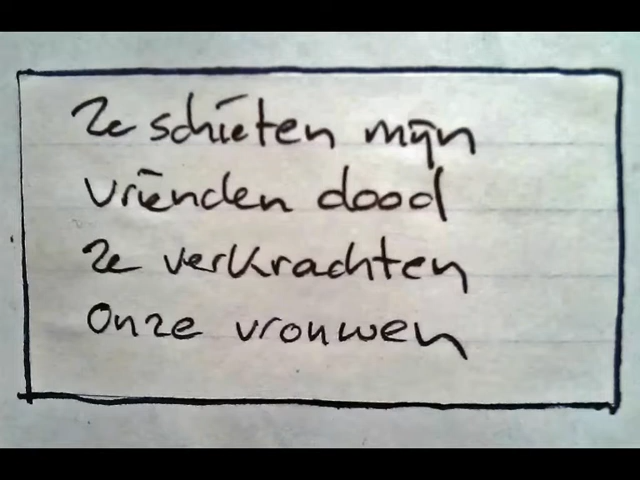 Ze schieten mijn
vrienden dood
ze verkrachten
onze vrouwen